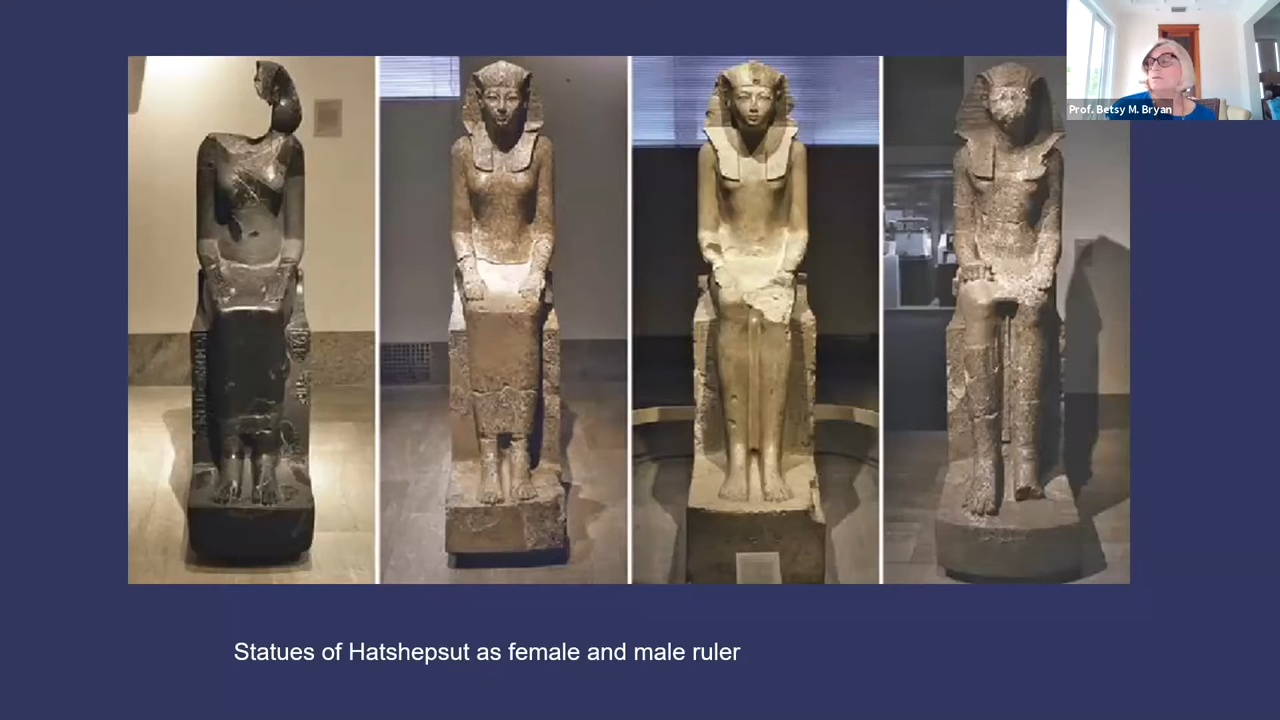 Prof. Betsy M. Bryan
Statues of Hatshepsut as female and male ruler